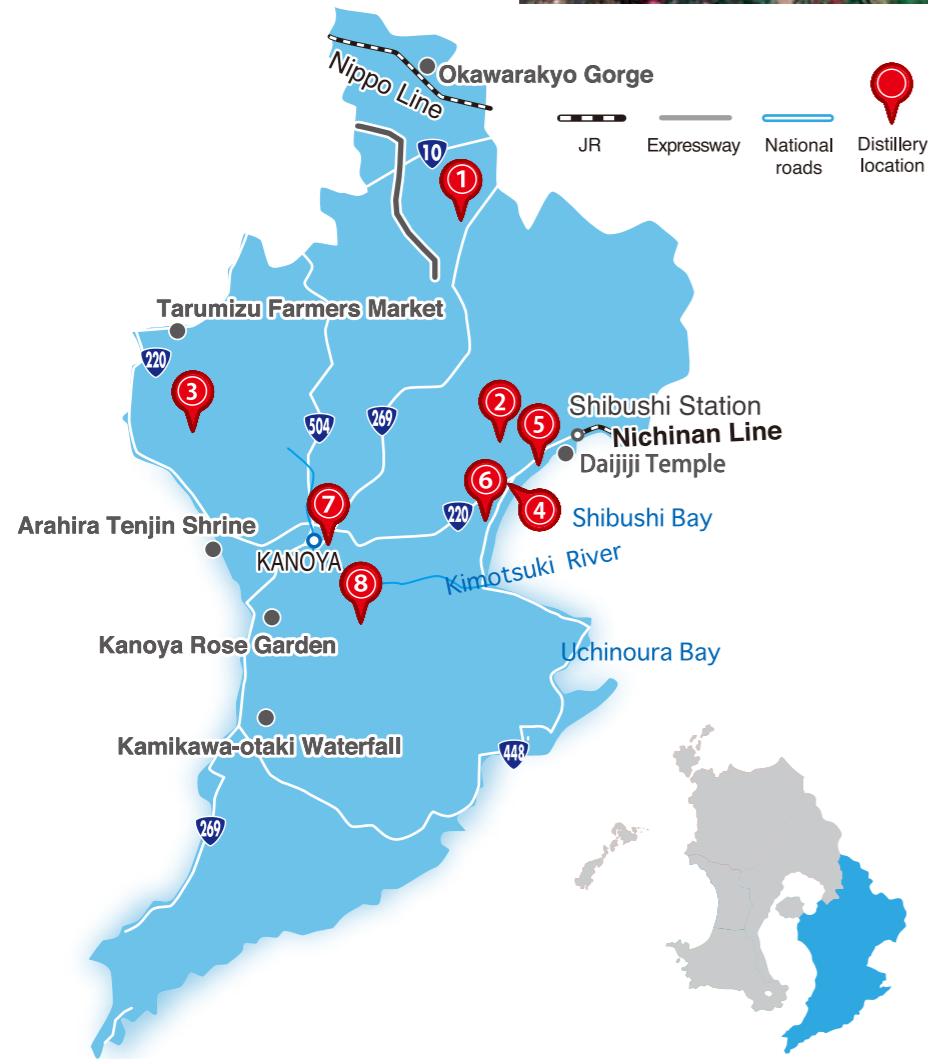 Nippo Line
Okawarakyo Gorge
JR
Expressway
National
roads
Distillery
location
10
1
Tarumizu Farmers Market
220
3
504
269
2
5
Shibushi Station
Nichinan Line
Daijiji Temple
6
4
220
Shibushi Bay
7
Arahira Tenjin Shrine
KANOYA
8
Kimotsuki River
Kanoya Rose Garden
Uchinoura Bay
Kamikawa-otaki Waterfall
448
269